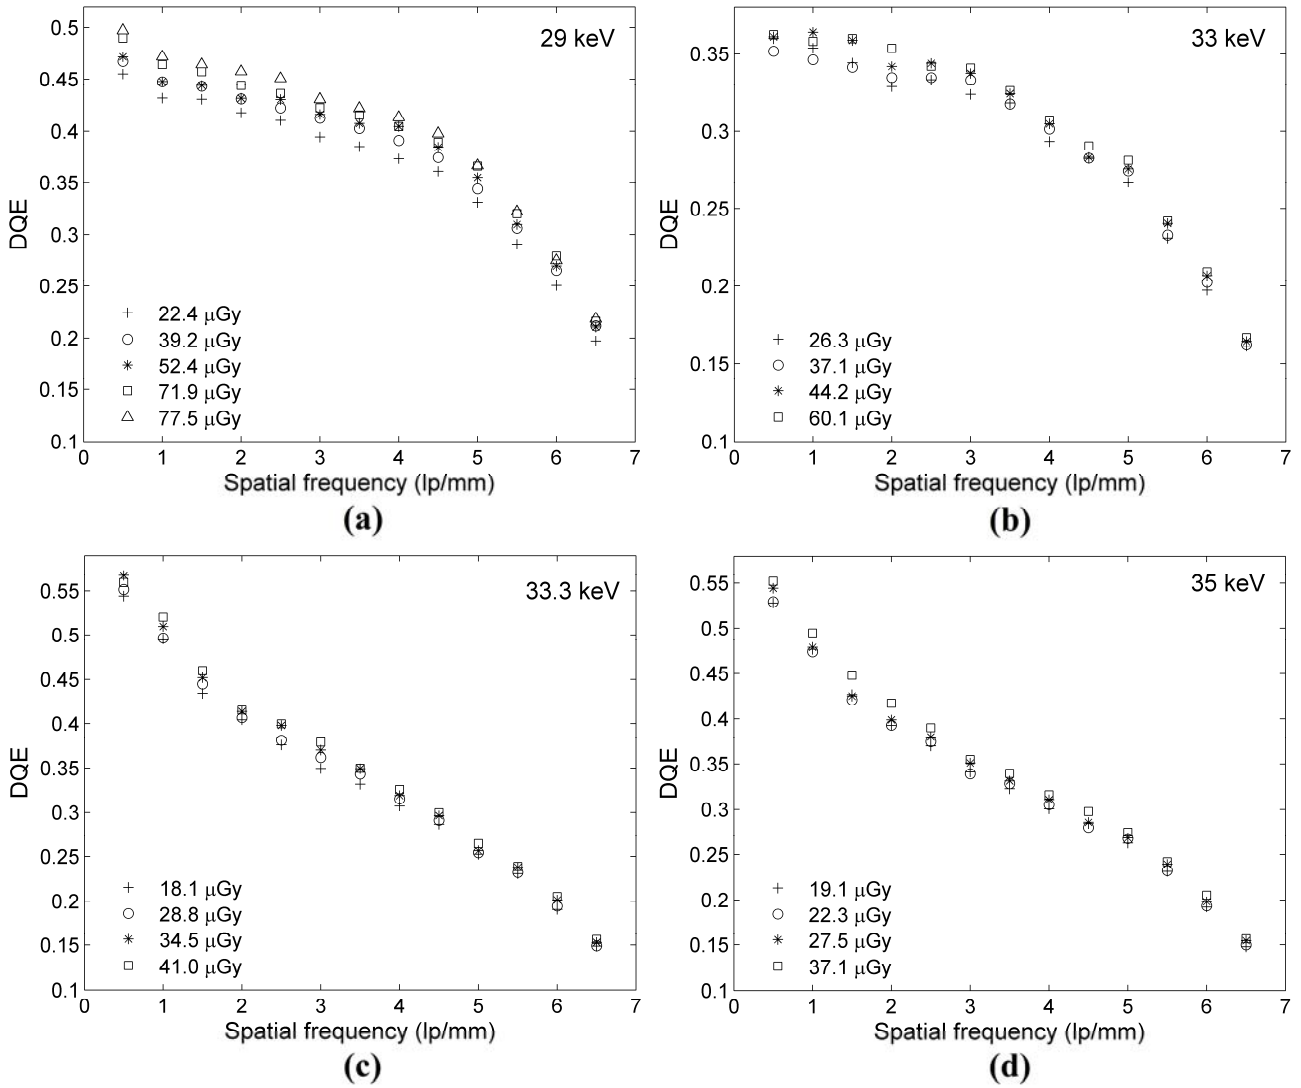 29 keV
0.5
0.45
0.4
0.35
0.3
0.25
0.2
0.15
0.1
DQE
22.4 μGy
39.2 μGy
52.4 μGy
71.9 μGy
77.5 μGy
0 1 2 3 4 5 6 7
Spatial frequency (lp/mm)
(a)
33 keV
0.35
0.3
0.25
0.2
0.15
0.1
DQE
26.3 μGy
37.1 μGy
44.2 μGy
60.1 μGy
0 1 2 3 4 5 6 7
Spatial frequency (lp/mm)
(b)
33.3 keV
0.55
0.5
0.45
0.4
0.35
0.3
0.25
0.2
0.15
0.1
DQE
18.1 μGy
28.8 μGy
34.5 μGy
41.0 μGy
0 1 2 3 4 5 6 7
Spatial frequency (lp/mm)
(c)
35 keV
0.55
0.5
0.45
0.4
0.35
0.3
0.25
0.2
0.15
0.1
DQE
19.1 μGy
22.3 μGy
27.5 μGy
37.1 μGy
0 1 2 3 4 5 6 7
Spatial frequency (lp/mm)
(d)